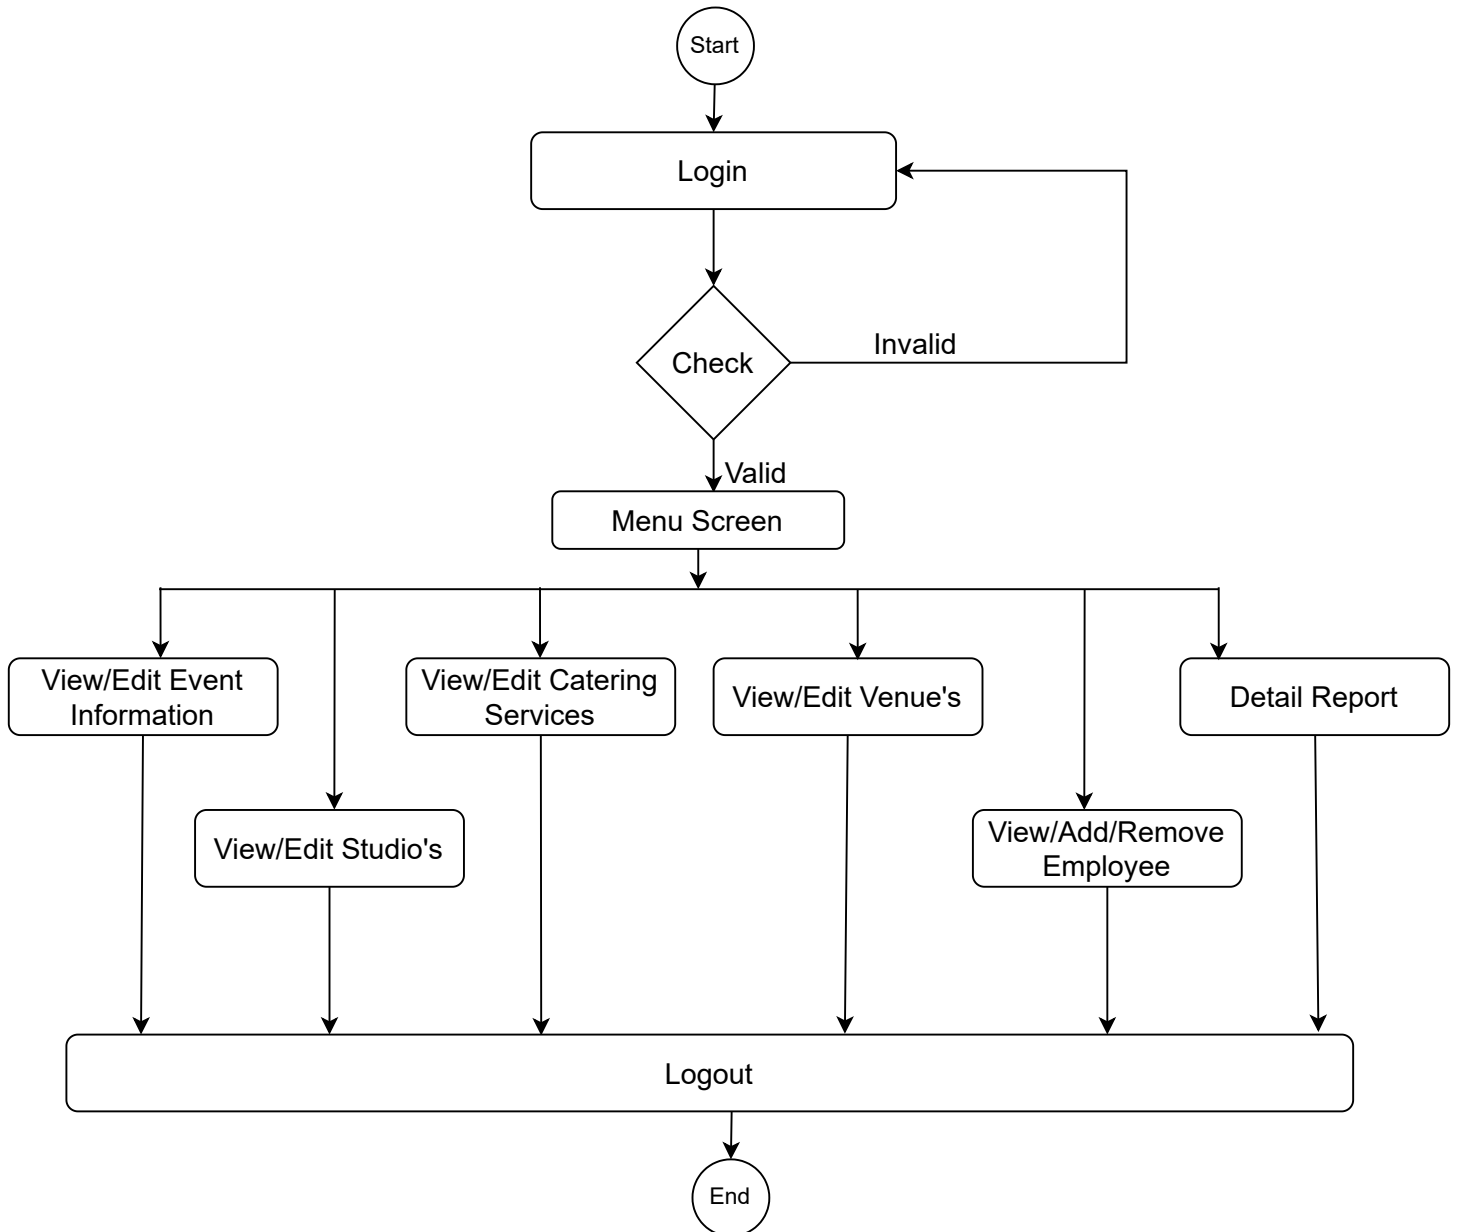 Start
Login
Invalid
Check
Valid
Menu Screen
View/Edit Event
Information
View/Edit Catering
Services
View/Edit Venue's
Detail Report
View/Edit Studio's
View/Add/Remove
Employee
Logout
End